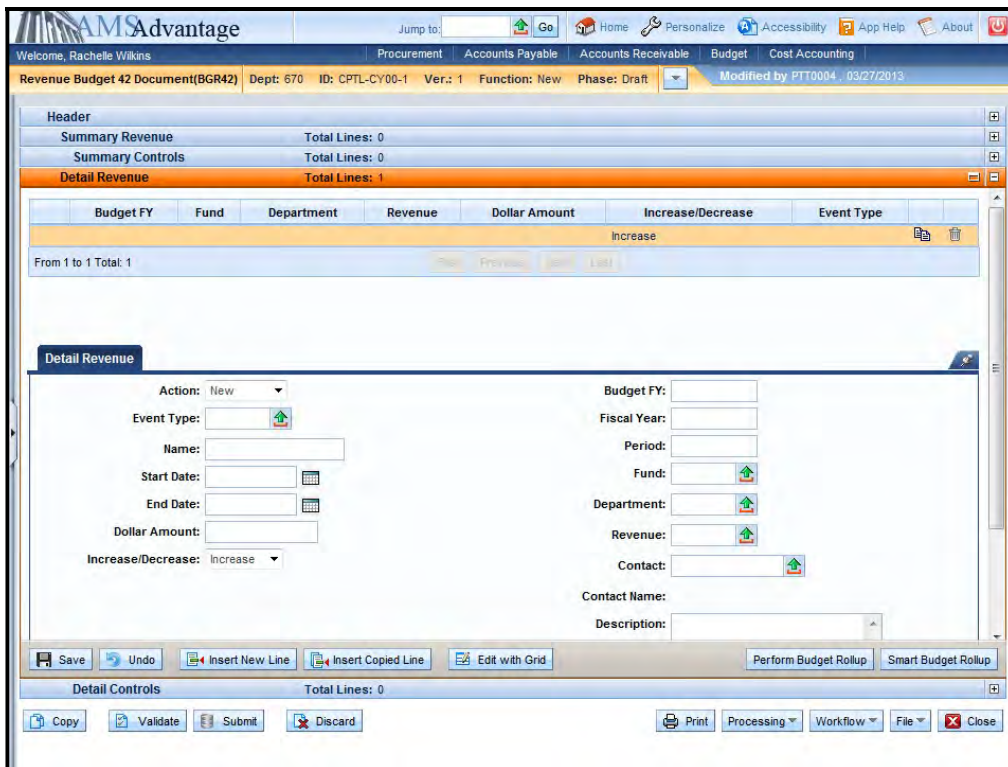 AMS Advantage
Jump to: Go Home Personalize Accessibility App Help About
Welcome, Rachelle Wilkins
Procurement Accounts Payable Accounts Receivable Budget Cost Accounting
Revenue Budget 42 Document(BGR42) Dept: 670 ID: CPTL-CY00-1 Ver.: 1 Function: New Phase: Draft Modified by PTT0004 , 03/27/2013
Header
Summary Revenue Total Lines: 0
Summary Controls Total Lines: 0
Detail Revenue Total Lines: 1
Budget FY Fund Department Revenue Dollar Amount Increase/Decrease Event Type
Increase
From 1 to 1 Total: 1 First Previous Next Last
Detail Revenue
Action: New
Event Type:
Name:
Start Date:
End Date:
Dollar Amount:
Increase/Decrease: Increase
Budget FY:
Fiscal Year:
Period:
Fund:
Department:
Revenue:
Contact:
Contact Name:
Description:
Save Undo Insert New Line Insert Copied Line Edit with Grid Perform Budget Rollup Smart Budget Rollup
Detail Controls Total Lines: 0
Copy Validate Submit Discard Print Processing Workflow File Close